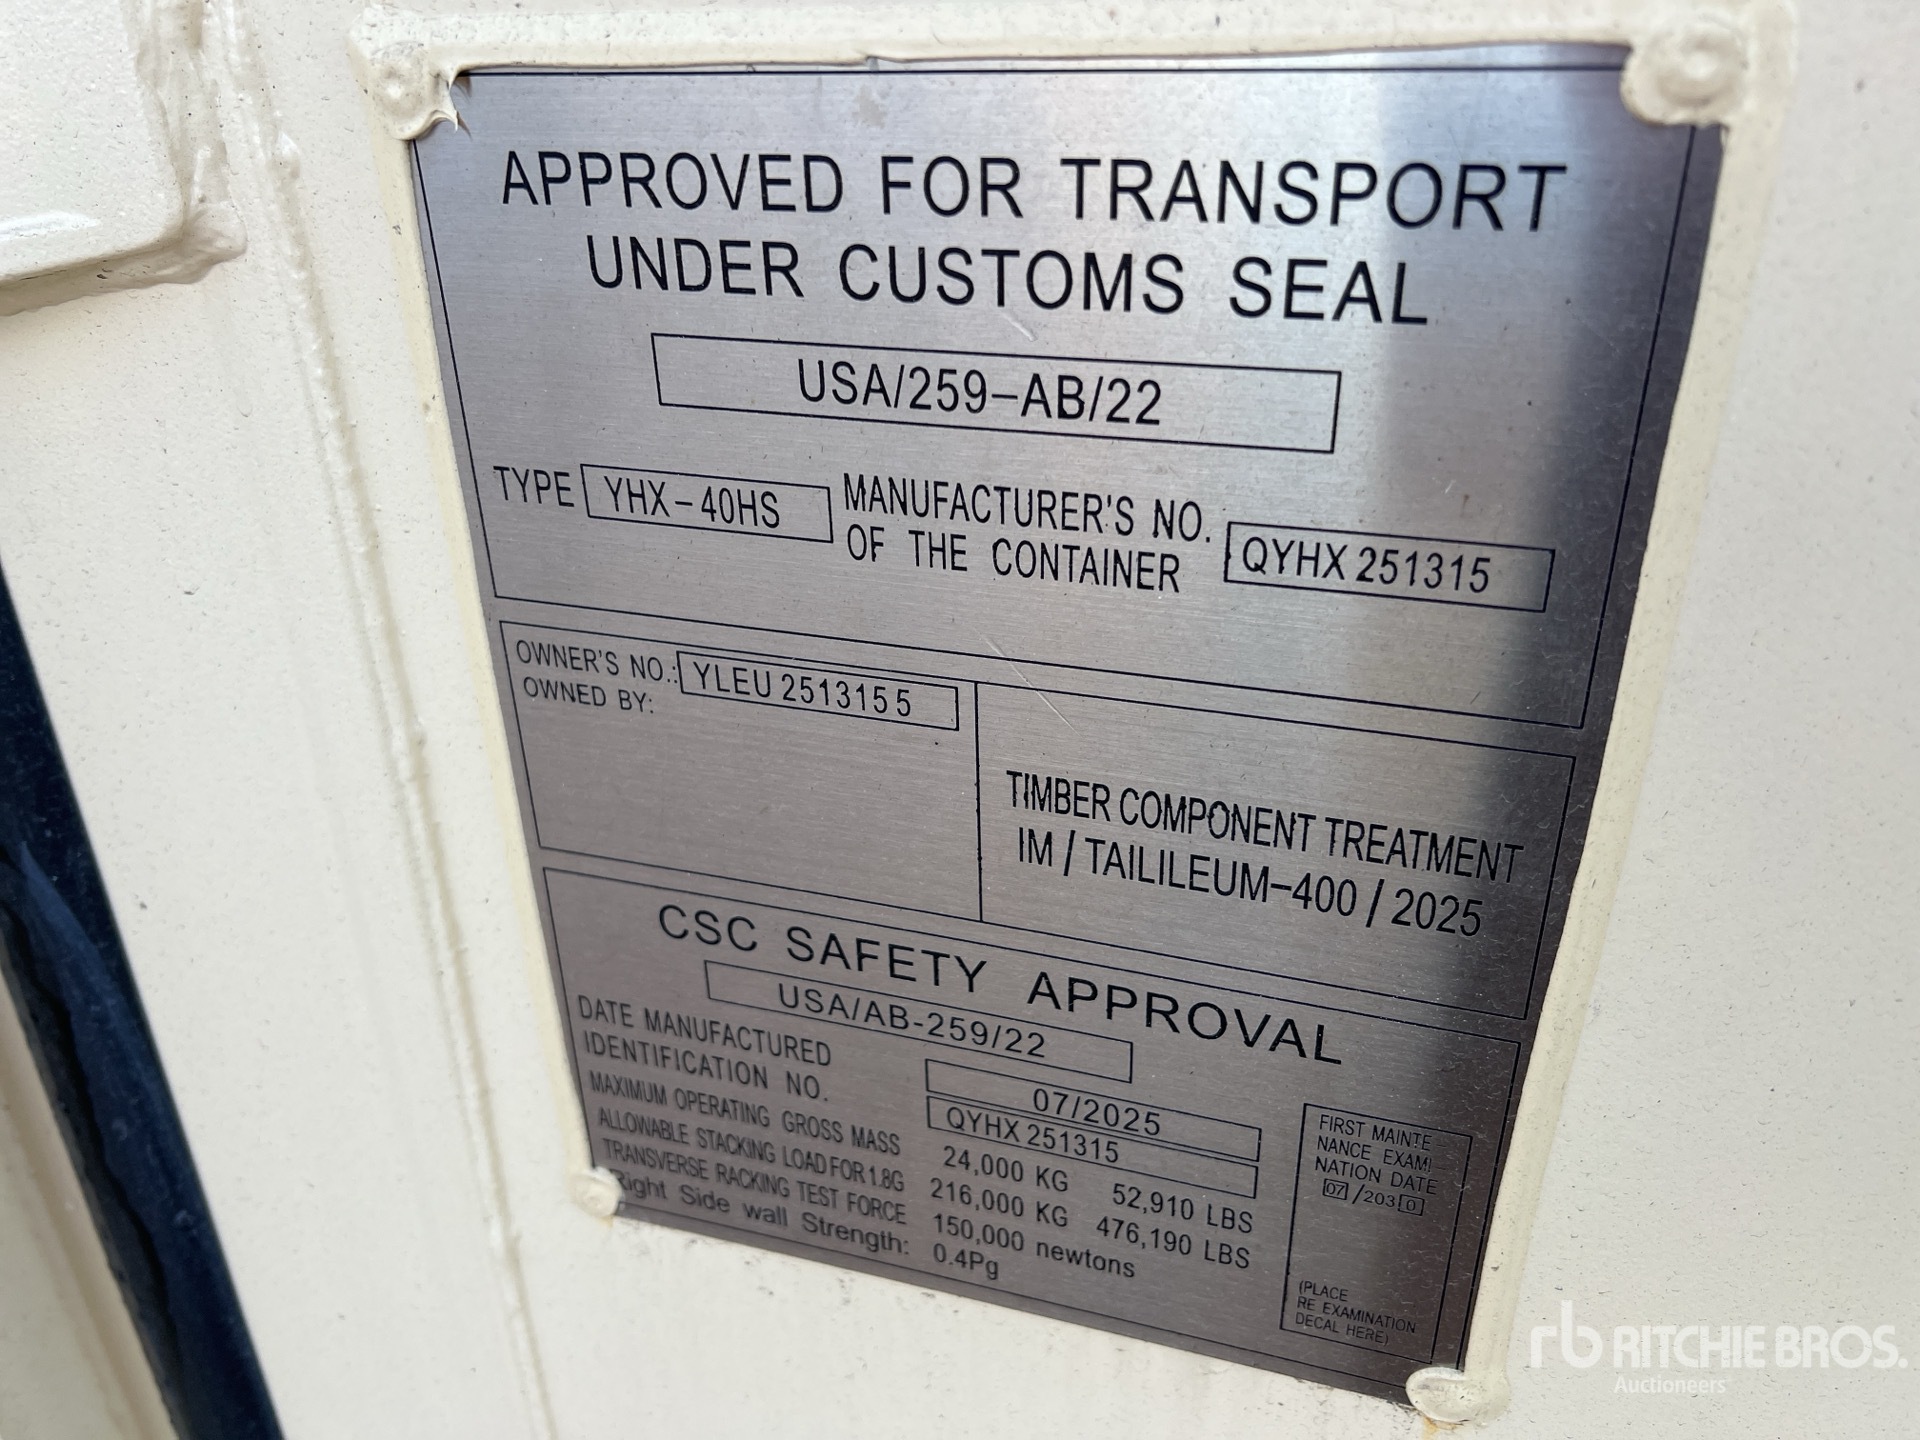 APPROVED FOR TRANSPORT
UNDER CUSTOMS SEAL
USA/259-AB/22
TYPE YHX-40HS MANUFACTURER'S NO. OF THE CONTAINER QYHX 251315
OWNER'S NO.: YLEU 251315 5
OWNED BY:
TIMBER COMPONENT TREATMENT
IM / TAILILEUM-400 / 2025
CSC SAFETY APPROVAL
USA/AB-259/22
DATE MANUFACTURED 07/2025
IDENTIFICATION NO. QYHX 251315
MAXIMUM OPERATING GROSS MASS 24,000 KG 52,910 LBS
ALLOWABLE STACKING LOAD FOR 1.8G 216,000 KG 476,190 LBS
TRANSVERSE RACKING TEST FORCE 150,000 newtons
Right Side wall Strength: 0.4Pg
FIRST MAINTE
NANCE EXAMI-
NATION DATE
07/2030
(PLACE
RE EXAMINATION
DECAL HERE)
rb RITCHIE BROS.
Auctioneers